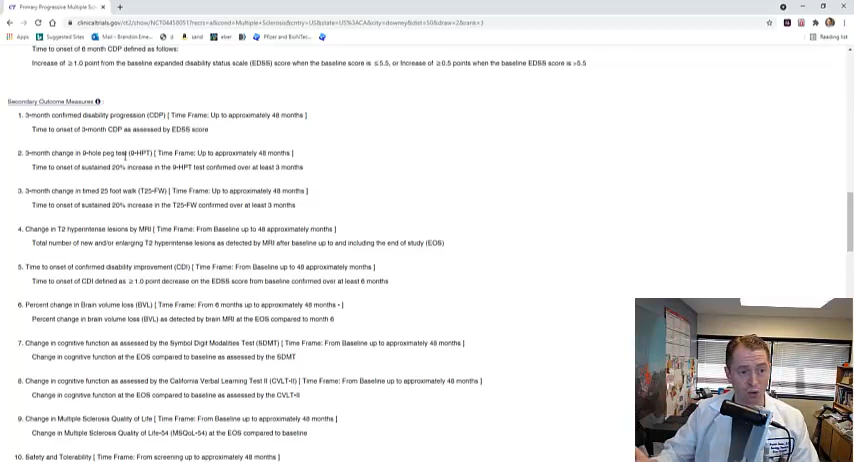 Primary Progressive Multiple Scl
clinicaltrials.gov/ct2/show/NCT04458051?recrs=a&cond=Multiple+Sclerosis&cntry=US&state=US%3ACA&city=downey&dist=50&draw=2&rank=3
Apps Suggested Sites Mail - Brandon Eme... d sand eber B) Pfizer and BioNTec... Reading list
Time to onset of 6 month CDP defined as follows:
Increase of ≥1.0 point from the baseline expanded disability status scale (EDSS) score when the baseline score is ≤5.5, or increase of ≥0.5 points when the baseline EDSS score is >5.5
Secondary Outcome Measures
1. 3-month confirmed disability progression (CDP) [ Time Frame: Up to approximately 48 months ]
Time to onset of 3-month CDP as assessed by EDSS score
2. 3-month change in 9-hole peg test (9-HPT) [ Time Frame: Up to approximately 48 months ]
Time to onset of sustained 20% increase in the 9-HPT test confirmed over at least 3 months
3. 3-month change in timed 25 foot walk (T25-FW) [ Time Frame: Up to approximately 48 months ]
Time to onset of sustained 20% increase in the T25-FW confirmed over at least 3 months
4. Change in T2 hyperintense lesions by MRI [ Time Frame: From Baseline up to 48 approximately months ]
Total number of new and/or enlarging T2 hyperintense lesions as detected by MRI after baseline up to and including the end of study (EOS)
5. Time to onset of confirmed disability improvement (CDI) [ Time Frame: From Baseline up to 48 approximately months ]
Time to onset of CDI defined as ≥1.0 point decrease on the EDSS score from baseline confirmed over at least 6 months
6. Percent change in Brain volume loss (BVL) [ Time Frame: From 6 months up to approximately 48 months - ]
Percent change in brain volume loss (BVL) as detected by brain MRI at the EOS compared to month 6
7. Change in cognitive function as assessed by the Symbol Digit Modalities Test (SDMT) [ Time Frame: From Baseline up to approximately 48 months ]
Change in cognitive function at the EOS compared to baseline as assessed by the SDMT
8. Change in cognitive function as assessed by the California Verbal Learning Test II (CVLT-II) [ Time Frame: From Baseline up to approximately 48 months ]
Change in cognitive function at the EOS compared to baseline as assessed by the CVLT-II
9. Change in Multiple Sclerosis Quality of Life [ Time Frame: From Baseline up to approximately 48 months ]
Change in Multiple Sclerosis Quality of Life-54 (MSQoL-54) at the EOS compared to baseline
10. Safety and Tolerability [ Time Frame: From screening up to approximately 48 months ]